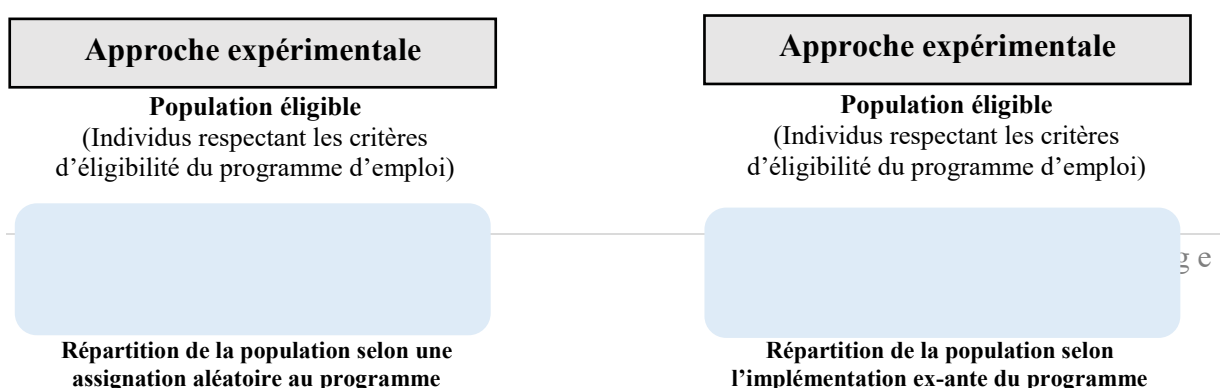 Approche expérimentale
Population éligible
(Individus respectant les critères
d’éligibilité du programme d’emploi)
Répartition de la population selon une
assignation aléatoire au programme
Approche expérimentale
Population éligible
(Individus respectant les critères
d’éligibilité du programme d’emploi)
g e
Répartition de la population selon
l’implémentation ex-ante du programme